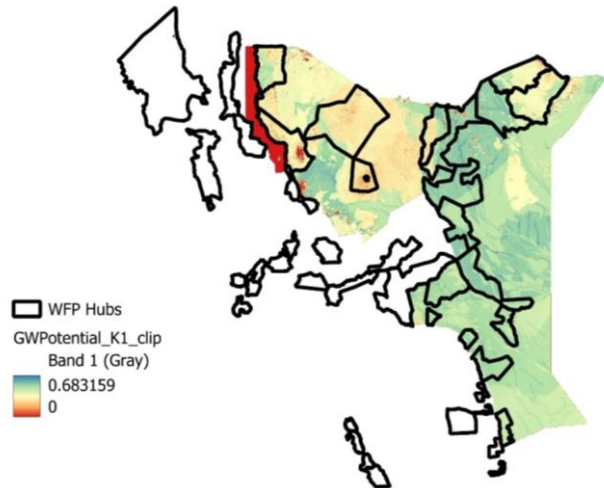 WFP Hubs
GWPotential_K1_clip
Band 1 (Gray)
0.683159
0